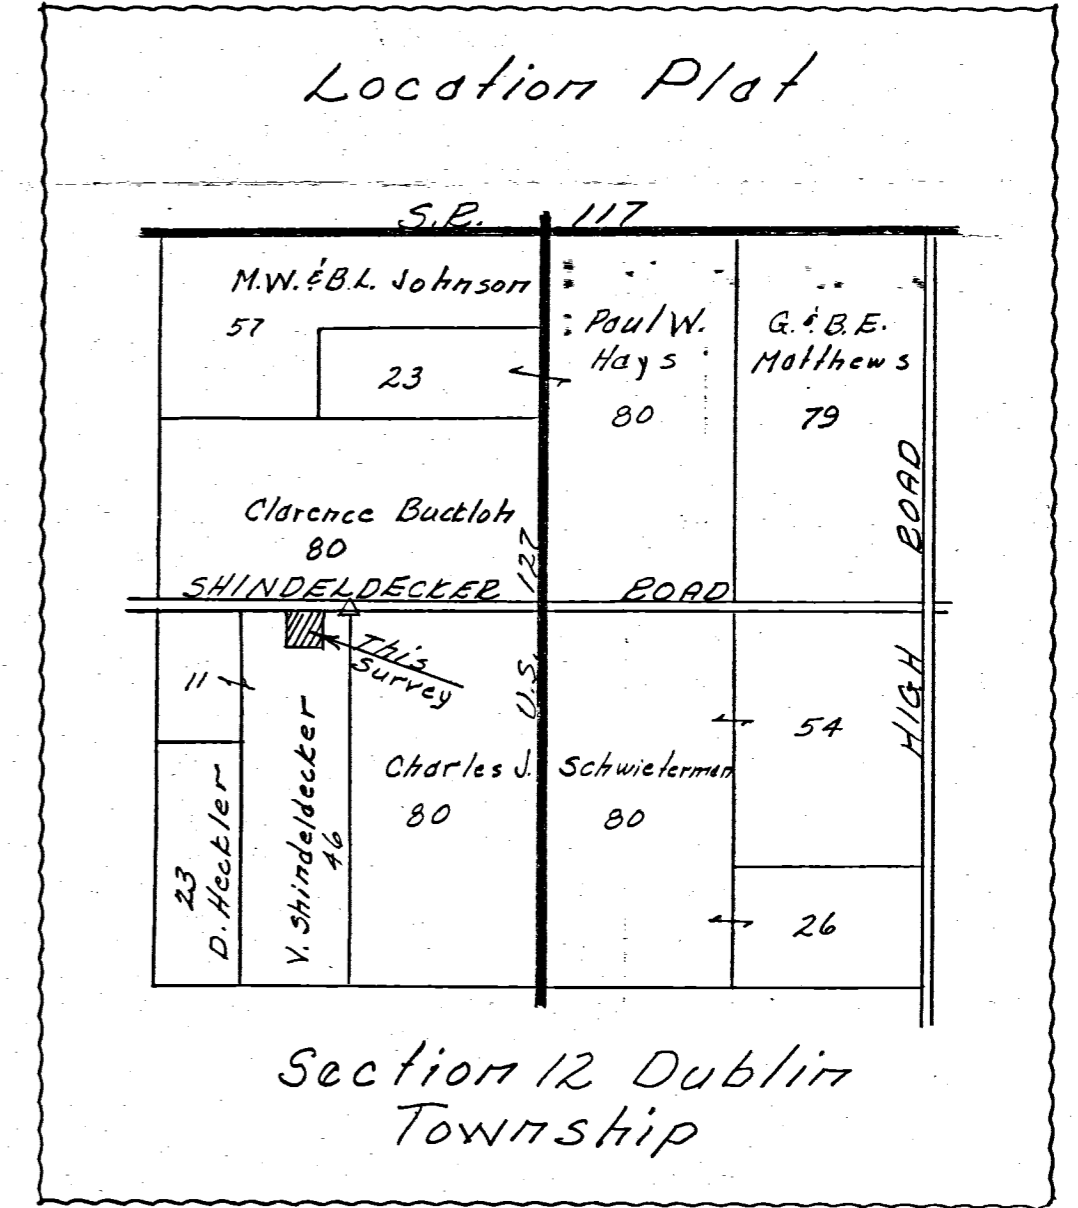 Location Plat
S.R. 117
M.W. & B.L. Johnson
57
23
Paul W.
Hays
80
G. & B.E.
Matthews
79
Clarence Buckloh
80
SHINDELDECKER ROAD
U.S. 127
HIGH ROAD
This
Survey
11
23
D. Heckler
V. Shindeldecker
46
Charles J. Schwieterman
80
80
54
26
Section 12 Dublin
Township